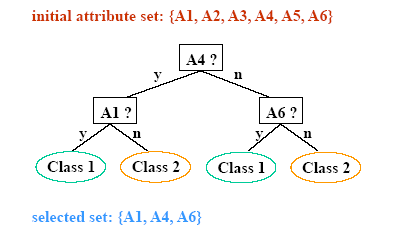 initial attribute set: {A1, A2, A3, A4, A5, A6}
A4 ?
y n
A1 ? A6 ?
y n y n
Class 1 Class 2 Class 1 Class 2
selected set: {A1, A4, A6}